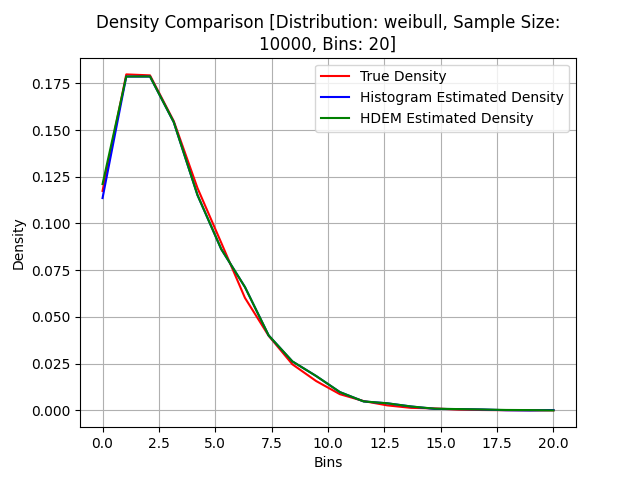 Density Comparison [Distribution: weibull, Sample Size:
10000, Bins: 20]
True Density
Histogram Estimated Density
HDEM Estimated Density
Density
0.175
0.150
0.125
0.100
0.075
0.050
0.025
0.000
0.0 2.5 5.0 7.5 10.0 12.5 15.0 17.5 20.0
Bins